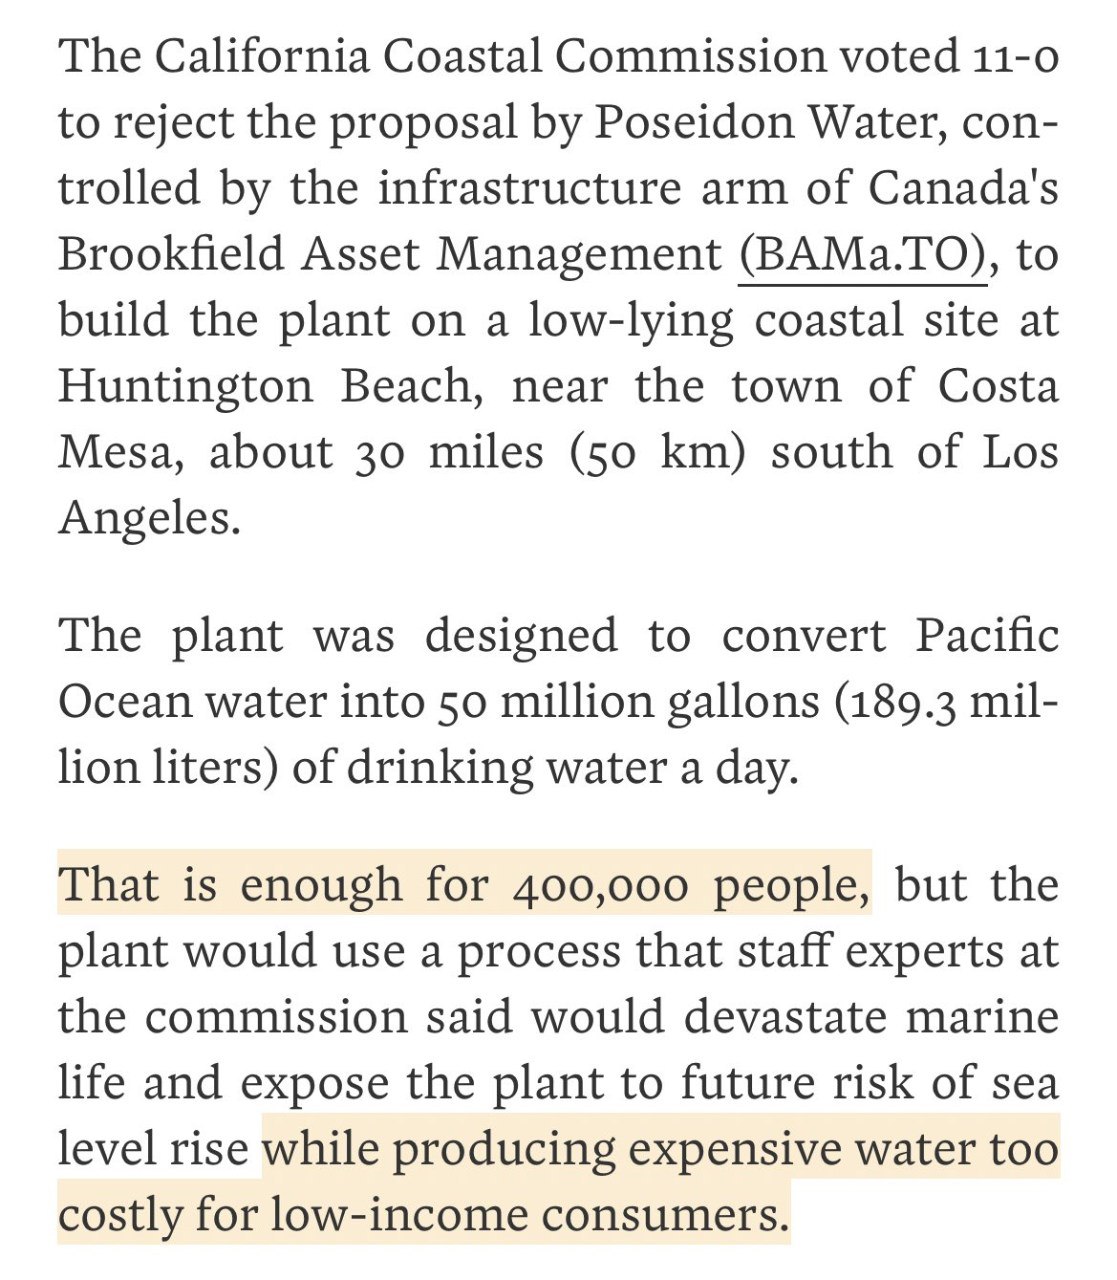 The California Coastal Commission voted 11-0
to reject the proposal by Poseidon Water, con-
trolled by the infrastructure arm of Canada's
Brookfield Asset Management (BAMa.TO), to
build the plant on a low-lying coastal site at
Huntington Beach, near the town of Costa
Mesa, about 30 miles (50 km) south of Los
Angeles.
The plant was designed to convert Pacific
Ocean water into 50 million gallons (189.3 mil-
lion liters) of drinking water a day.
That is enough for 400,000 people, but the
plant would use a process that staff experts at
the commission said would devastate marine
life and expose the plant to future risk of sea
level rise while producing expensive water too
costly for low-income consumers.